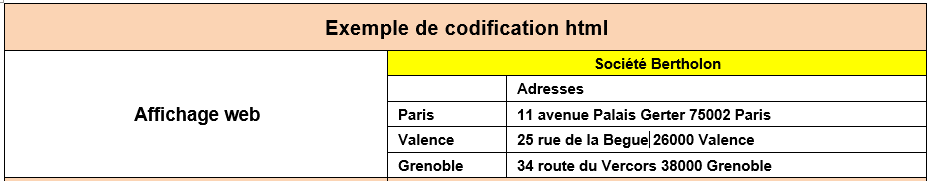 Exemple de codification html
Affichage web
Société Bertholon
Adresses
Paris 11 avenue Palais Gerter 75002 Paris
Valence 25 rue de la Begue 26000 Valence
Grenoble 34 route du Vercors 38000 Grenoble